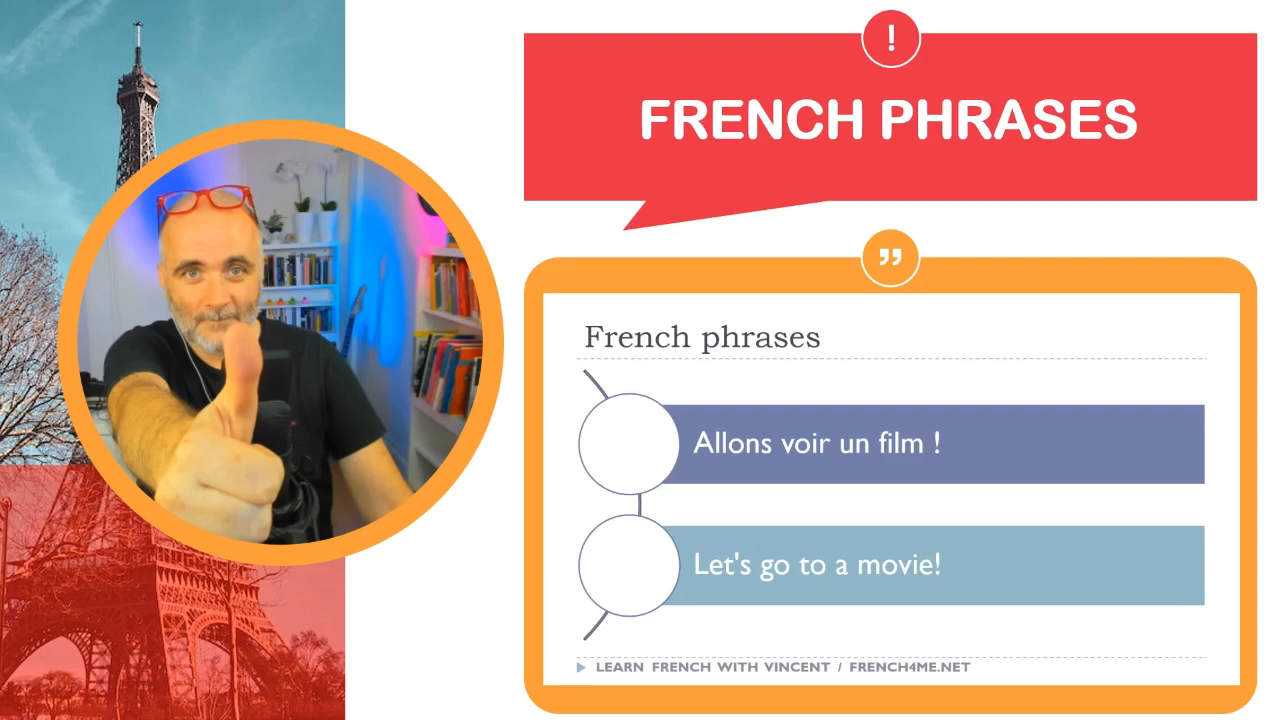 !
FRENCH PHRASES
”
French phrases
Allons voir un film !
Let's go to a movie!
LEARN FRENCH WITH VINCENT / FRENCH4ME.NET